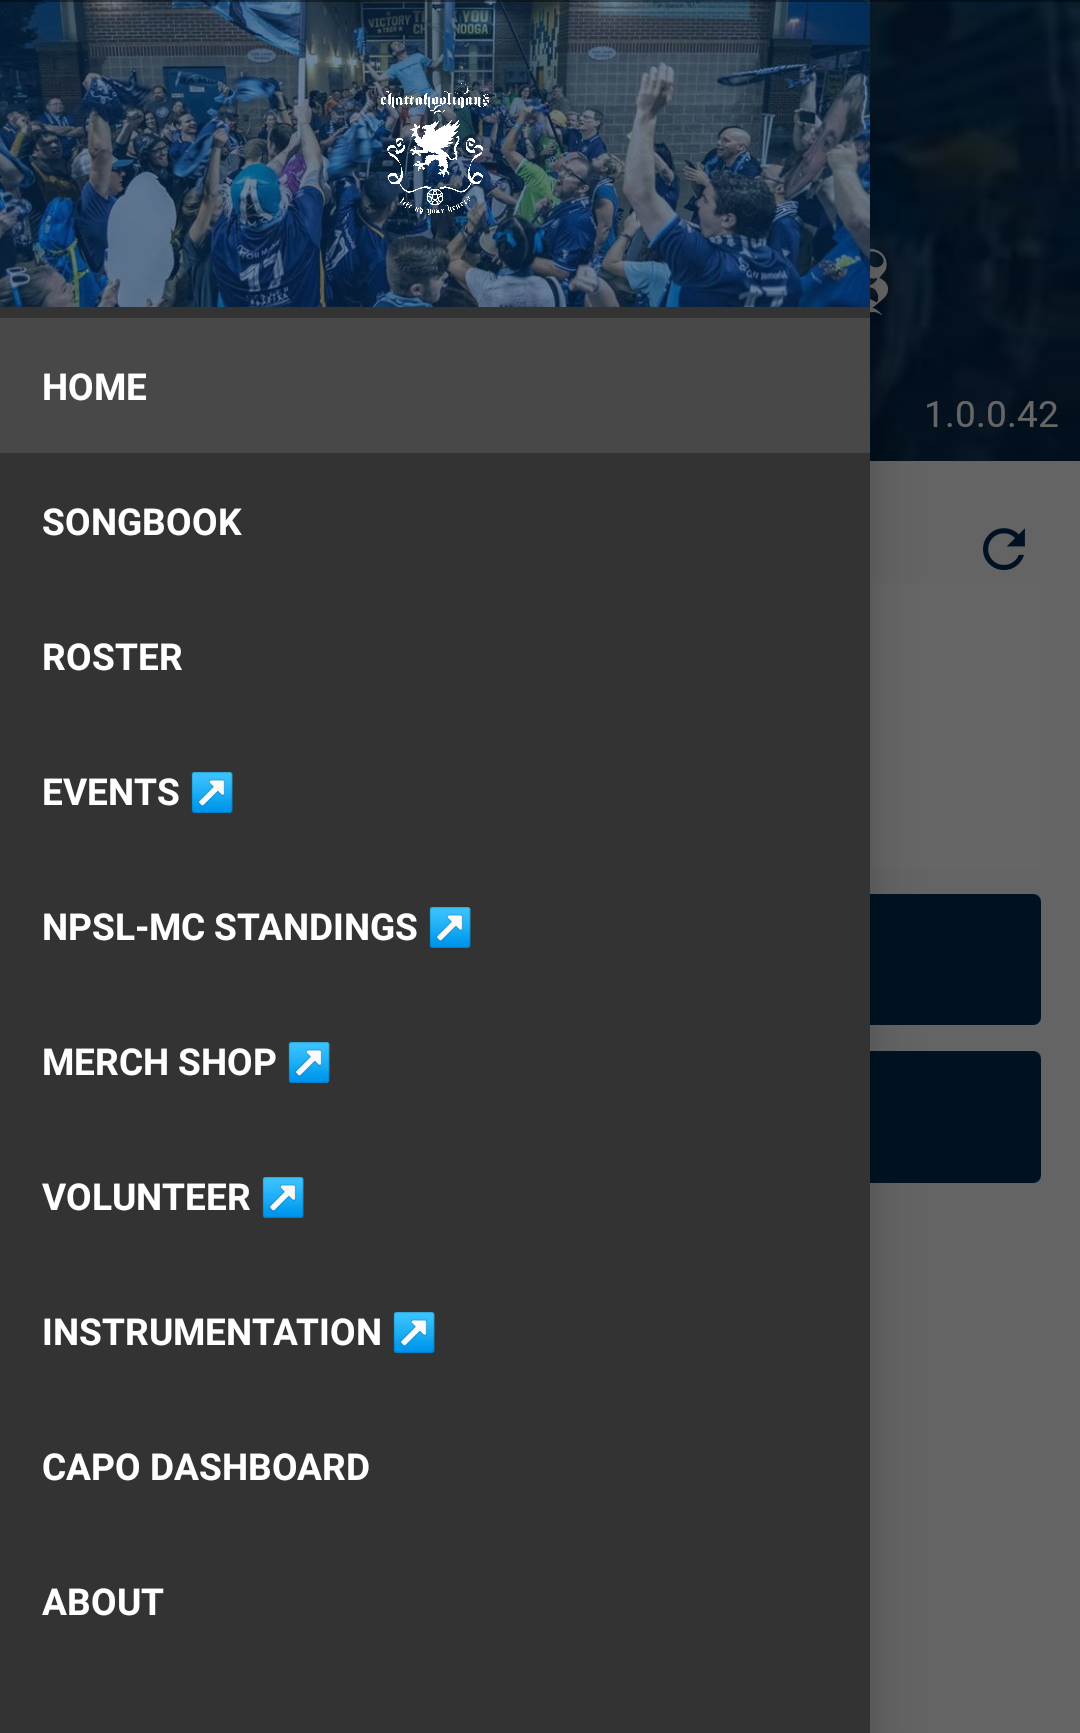 VICTORY
YOU
NOOGA
chattahooligans
lift up your hearts
17
1.0.0.42
HOME
SONGBOOK
ROSTER
EVENTS ↗
NPSL-MC STANDINGS ↗
MERCH SHOP ↗
VOLUNTEER ↗
INSTRUMENTATION ↗
CAPO DASHBOARD
ABOUT